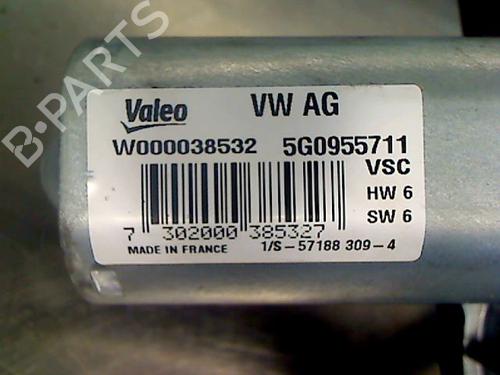 B-PARTS
Valeo VW AG
W000038532 5G0955711
VSC
HW 6
SW 6
7 302000 385327
MADE IN FRANCE 1/S-57188 309-4